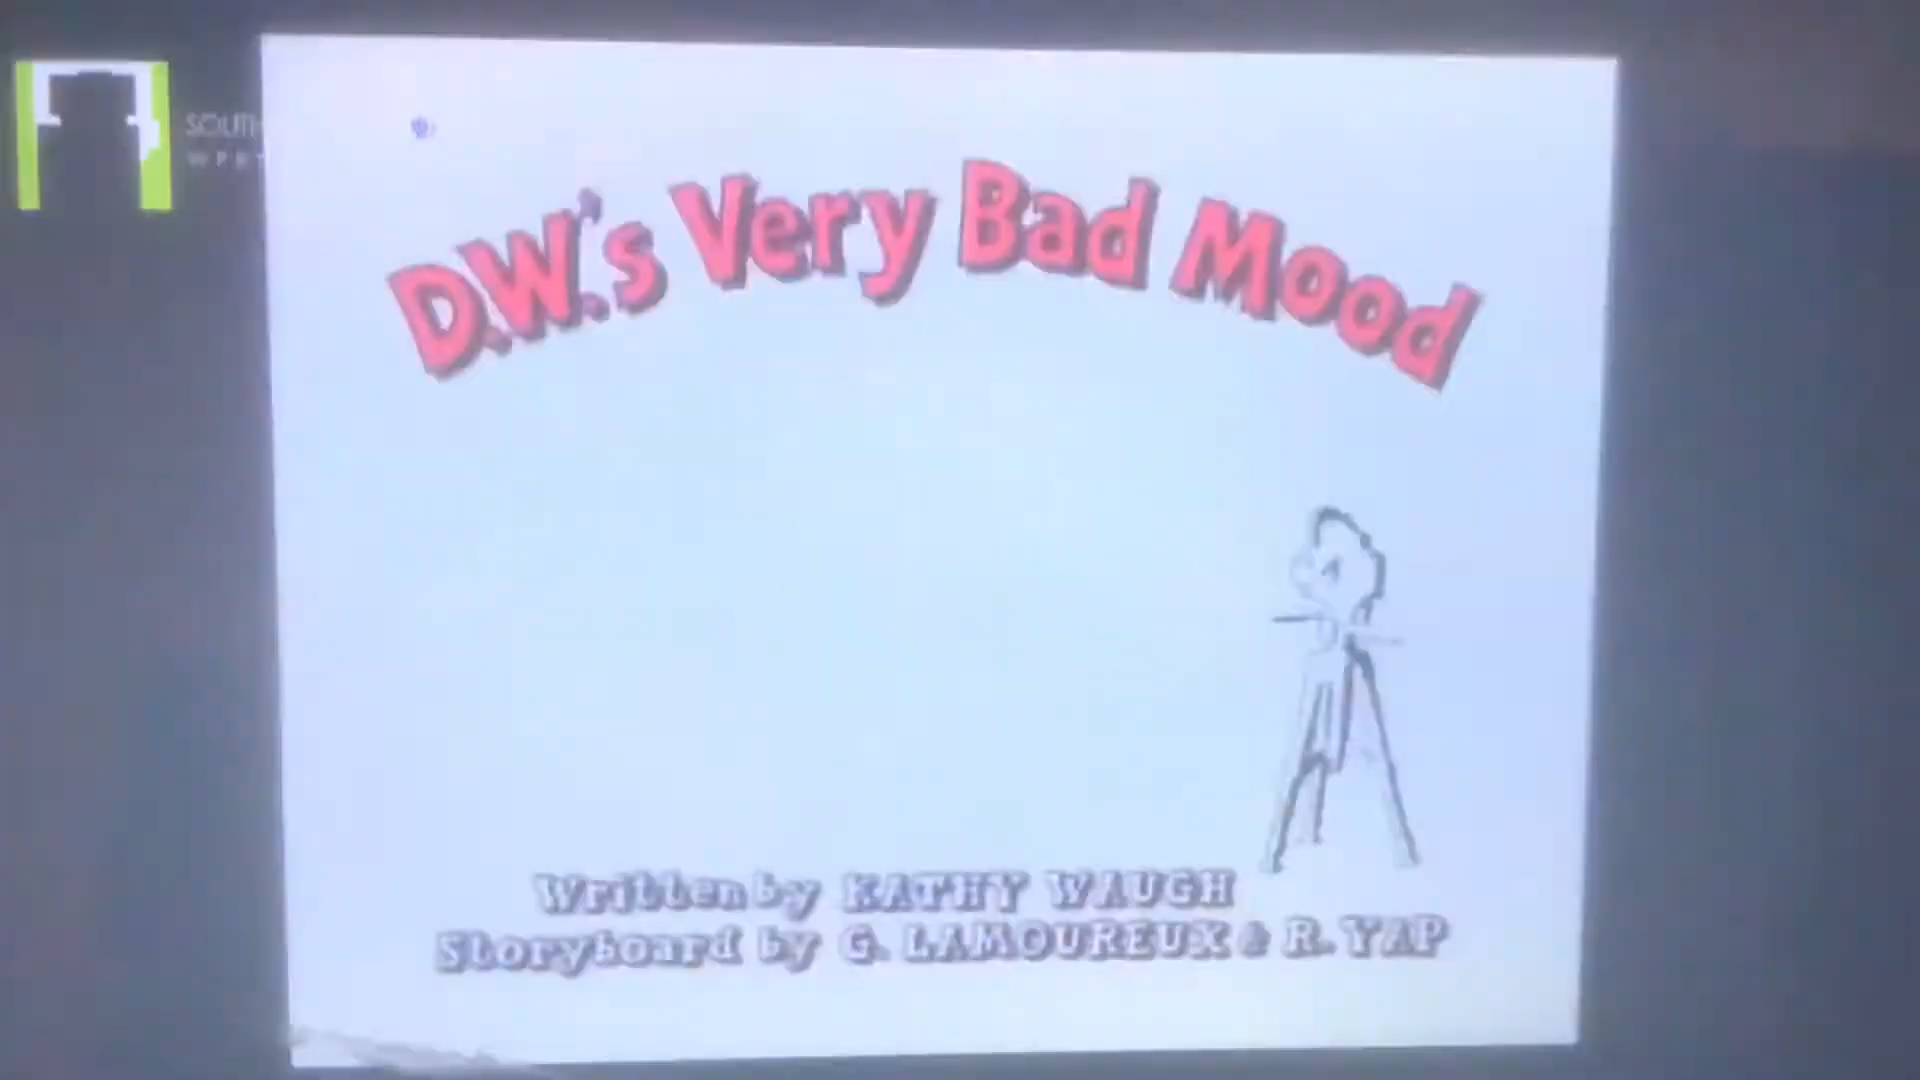 D.W.'s Very Bad Mood
Written by KATHY WAUGH
Storyboard by G. LAMOUREUX & R. YAP